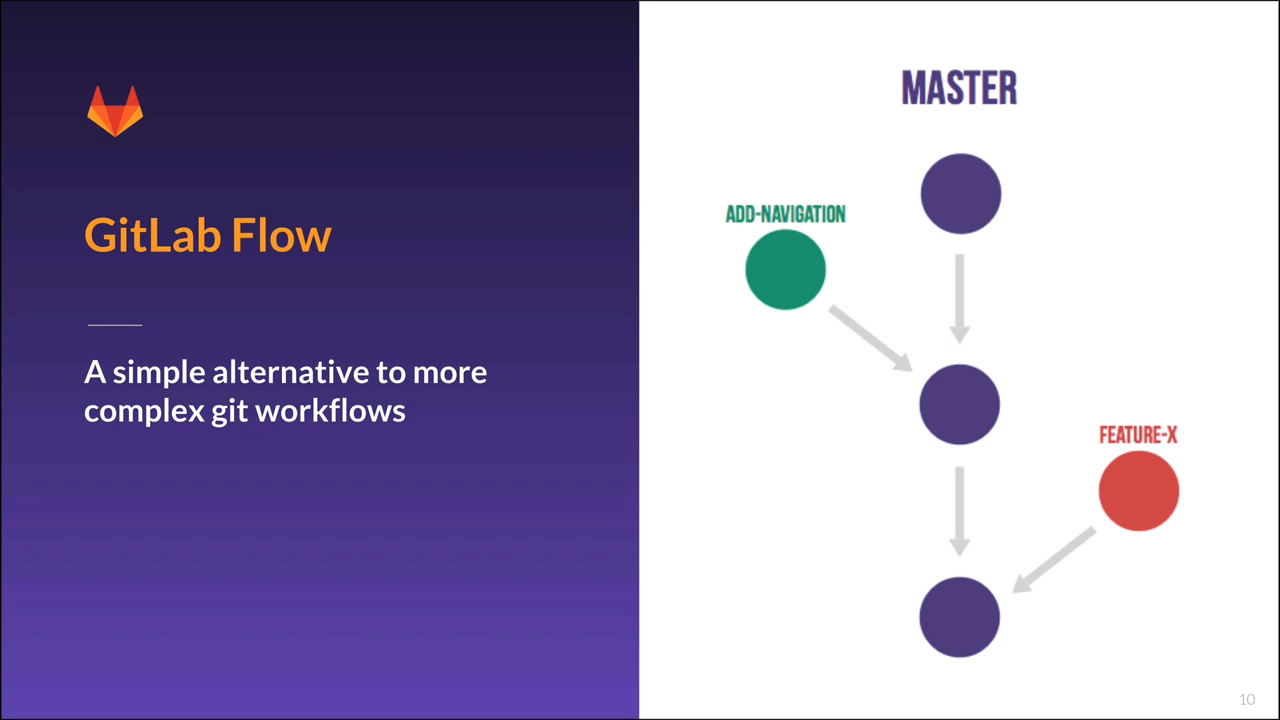 GitLab Flow
A simple alternative to more
complex git workflows
MASTER
ADD-NAVIGATION
FEATURE-X
10